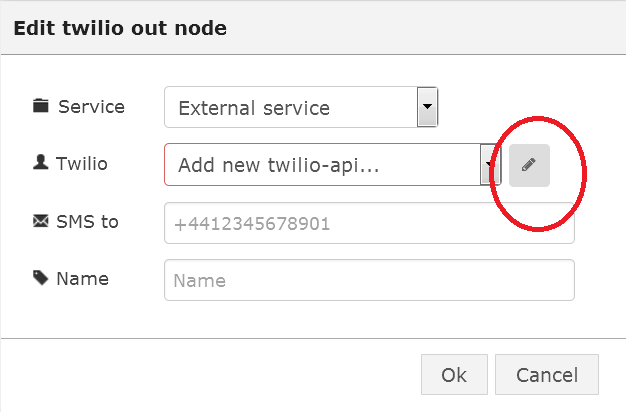 Edit twilio out node
Service External service
Twilio Add new twilio-api...
SMS to +4412345678901
Name Name
Ok Cancel